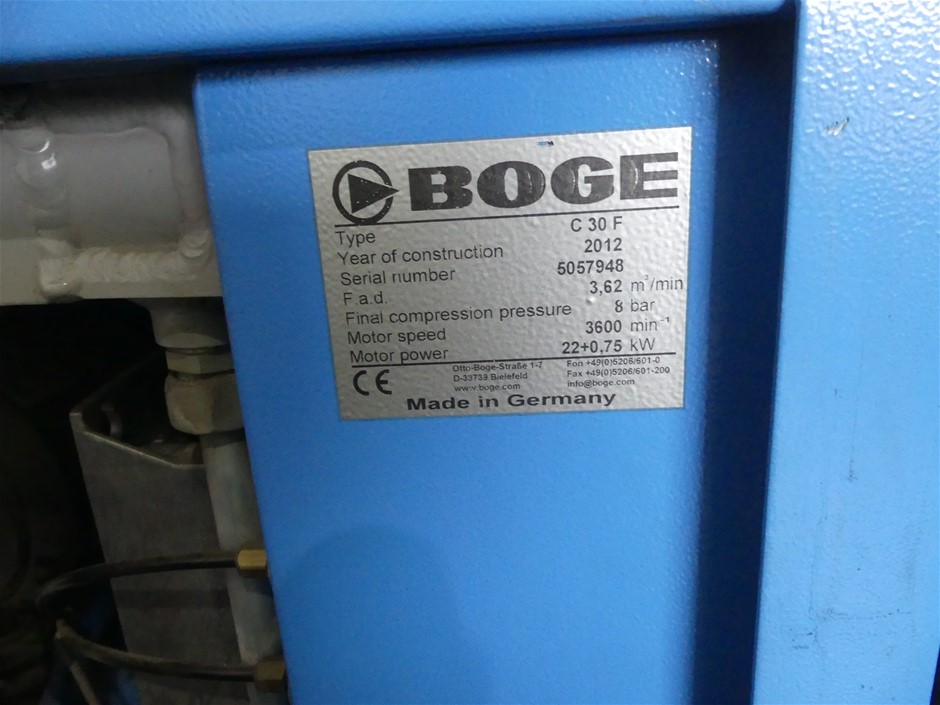 BOGE
Type C 30 F
Year of construction 2012
Serial number 5057948
F.a.d. 3,62 m³/min
Final compression pressure 8 bar
Motor speed 3600 min⁻¹
Motor power 22+0,75 kW
CE Otto-Boge-Straße 1-7 Fon +49(0)5206/601-0
D-33739 Bielefeld Fax +49(0)5206/601-200
www.boge.com info@boge.com
Made in Germany